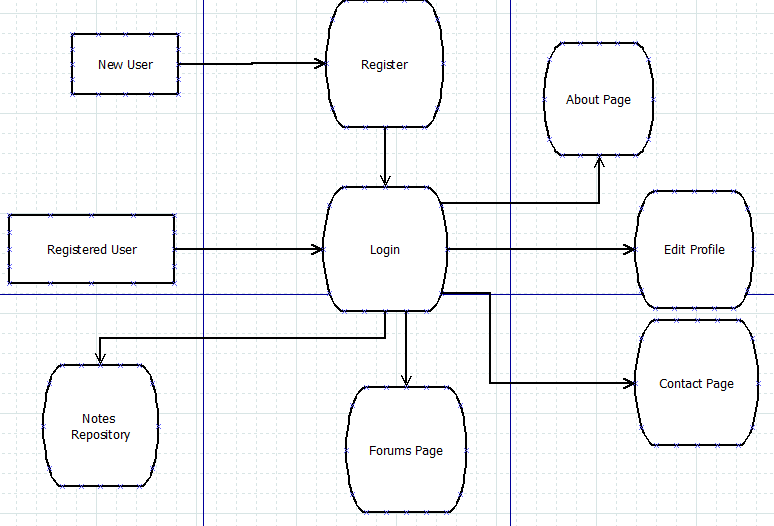 New User
Register
About Page
Registered User
Login
Edit Profile
Contact Page
Notes
Repository
Forums Page